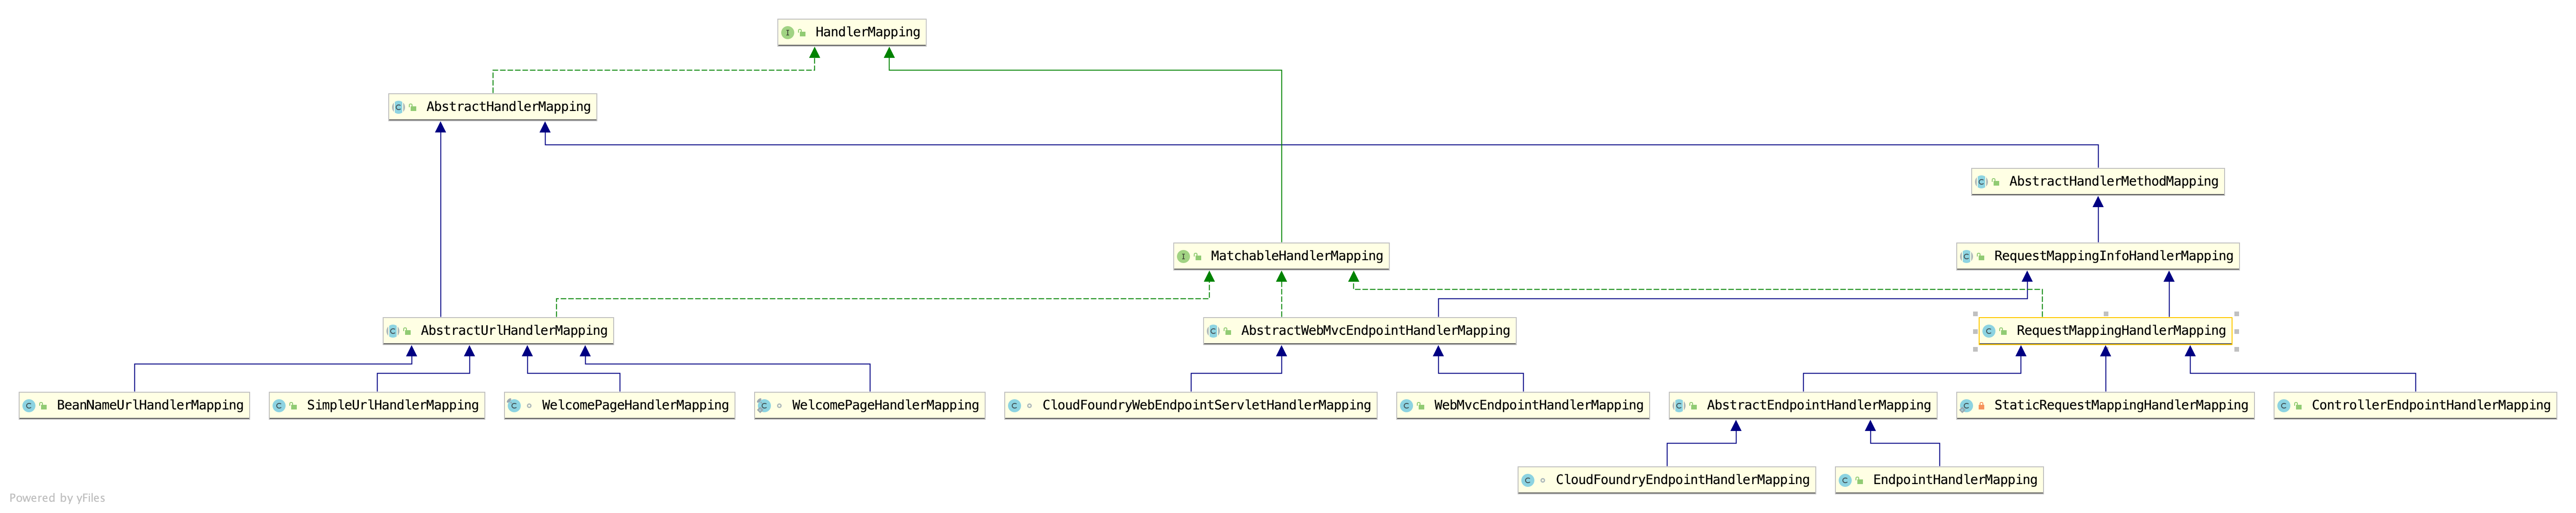 HandlerMapping
AbstractHandlerMapping
AbstractHandlerMethodMapping
MatchableHandlerMapping
RequestMappingInfoHandlerMapping
AbstractUrlHandlerMapping
AbstractWebMvcEndpointHandlerMapping
RequestMappingHandlerMapping
BeanNameUrlHandlerMapping
SimpleUrlHandlerMapping
WelcomePageHandlerMapping
WelcomePageHandlerMapping
CloudFoundryWebEndpointServletHandlerMapping
WebMvcEndpointHandlerMapping
AbstractEndpointHandlerMapping
StaticRequestMappingHandlerMapping
ControllerEndpointHandlerMapping
CloudFoundryEndpointHandlerMapping
EndpointHandlerMapping
Powered by yFiles